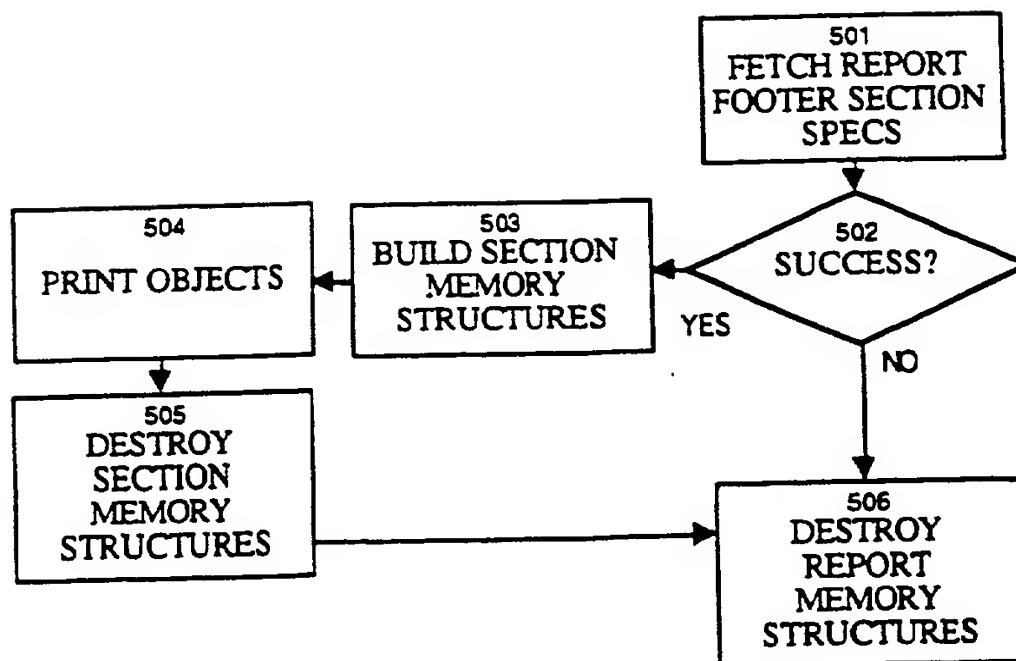 501
FETCH REPORT
FOOTER SECTION
SPECS
502
SUCCESS?
YES
NO
503
BUILD SECTION
MEMORY
STRUCTURES
504
PRINT OBJECTS
505
DESTROY
SECTION
MEMORY
STRUCTURES
506
DESTROY
REPORT
MEMORY
STRUCTURES